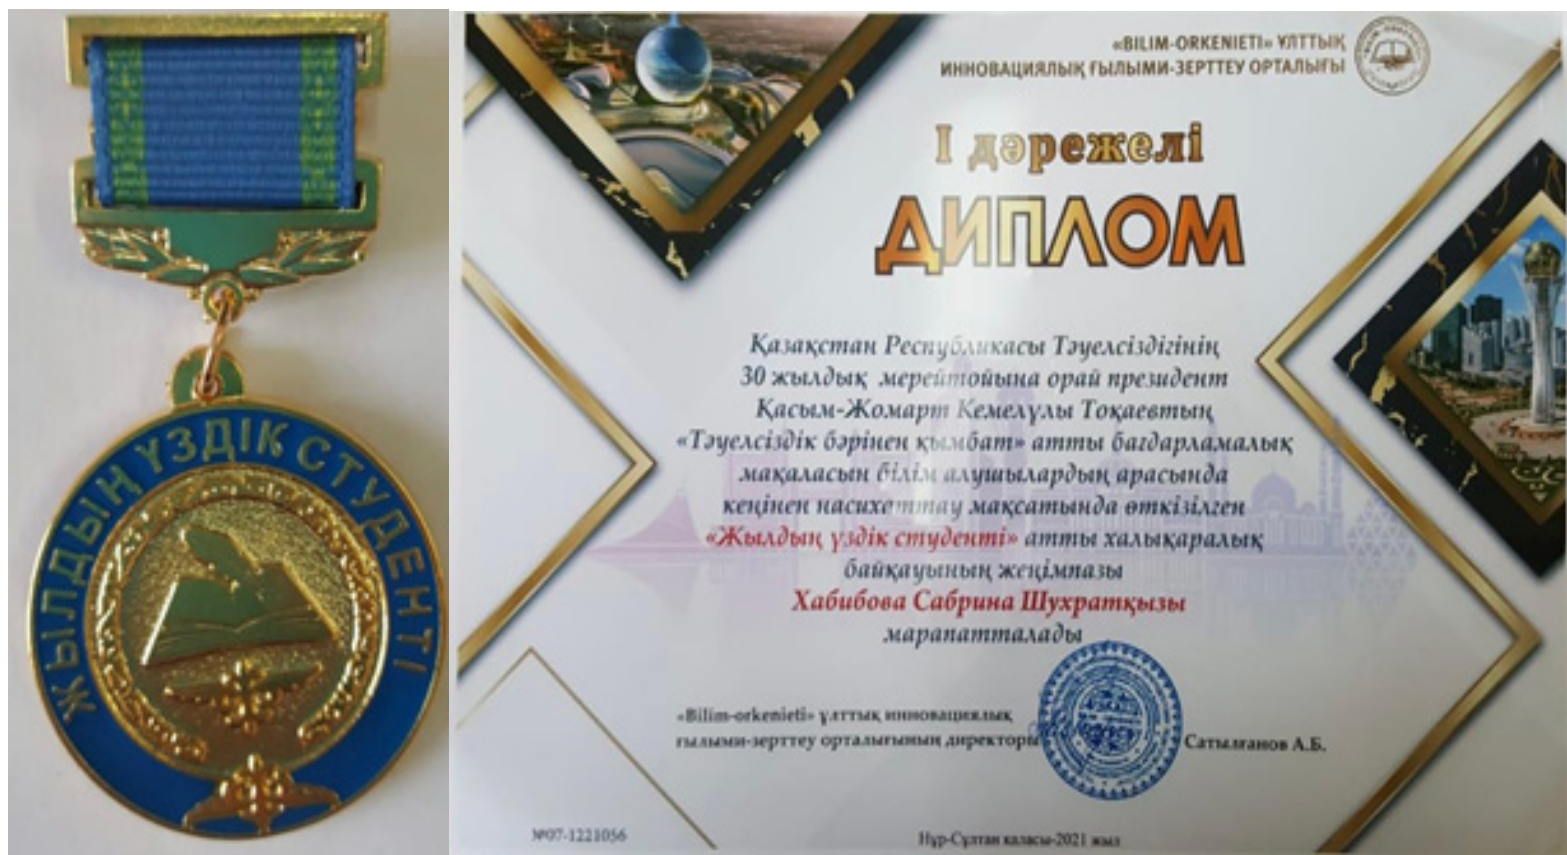 ЖЫЛДЫҢ ҮЗДІК СТУДЕНТІ
«BILIM-ORKENIETI» ҰЛТТЫҚ
ИННОВАЦИЯЛЫҚ ҒЫЛЫМИ-ЗЕРТТЕУ ОРТАЛЫҒЫ
I дәрежелі
ДИПЛОМ
Қазақстан Республикасы Тәуелсіздігінің
30 жылдық мерейтойына орай президент
Қасым-Жомарт Кемелұлы Тоқаевтың
«Тәуелсіздік бәрінен қымбат» атты бағдарламалық
мақаласын білім алушылардың арасында
кеңінен насихаттау мақсатында өткізілген
«Жылдың үздік студенті» атты халықаралық
байқауының жеңімпазы
Хабибова Сабрина Шухратқызы
марапатталады
«Bilim-orkenieti» ұлттық инновациялық
ғылыми-зерттеу орталығының директоры
Сатылғанов А.Б.
№07-1221056
Нұр-Сұлтан қаласы-2021 жыл